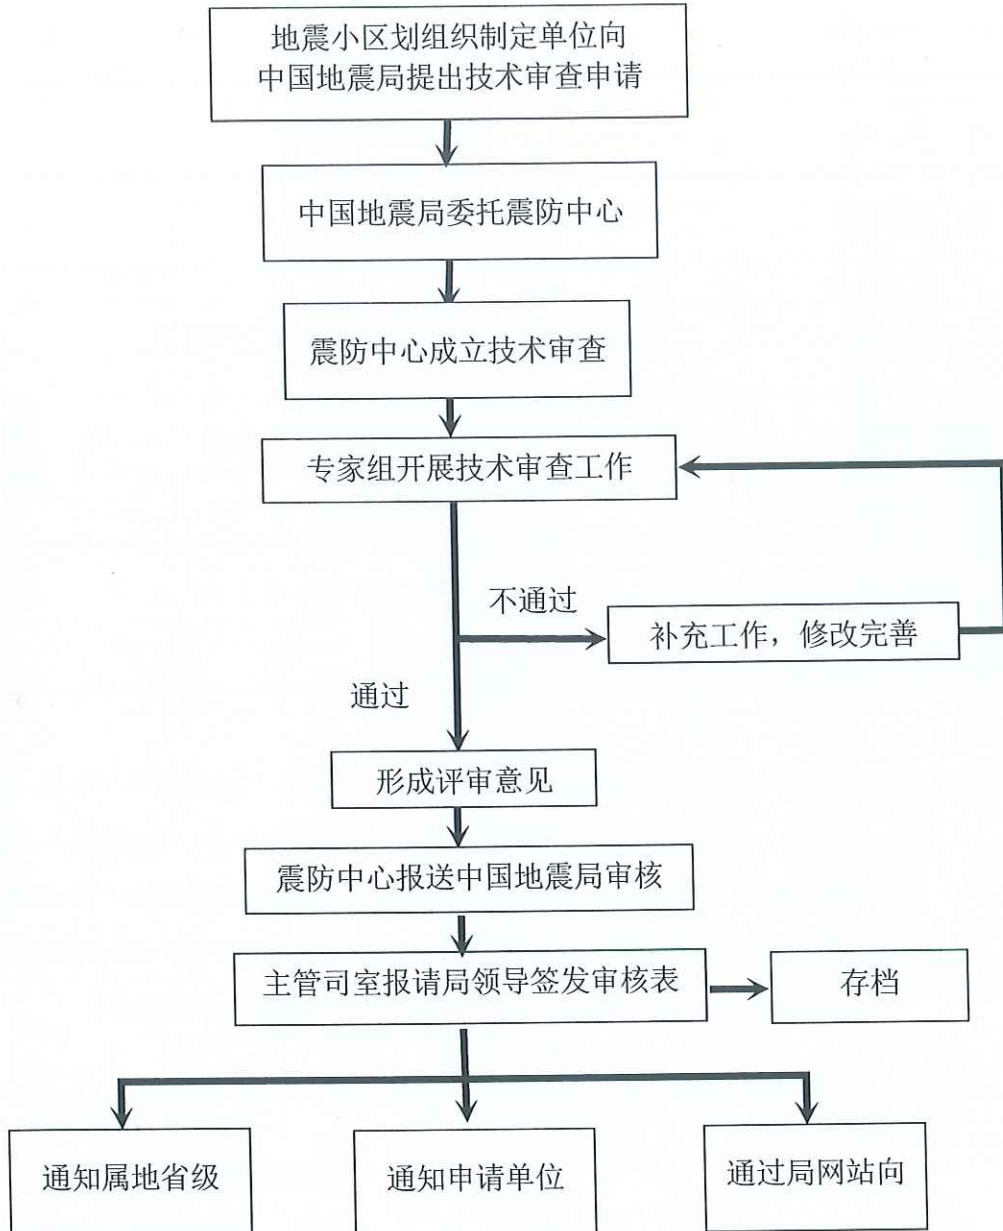 地震小区划组织制定单位向
中国地震局提出技术审查申请
中国地震局委托震防中心
震防中心成立技术审查
专家组开展技术审查工作
不通过
补充工作，修改完善
通过
形成评审意见
震防中心报送中国地震局审核
主管司室报请局领导签发审核表
存档
通知属地省级
通知申请单位
通过局网站向